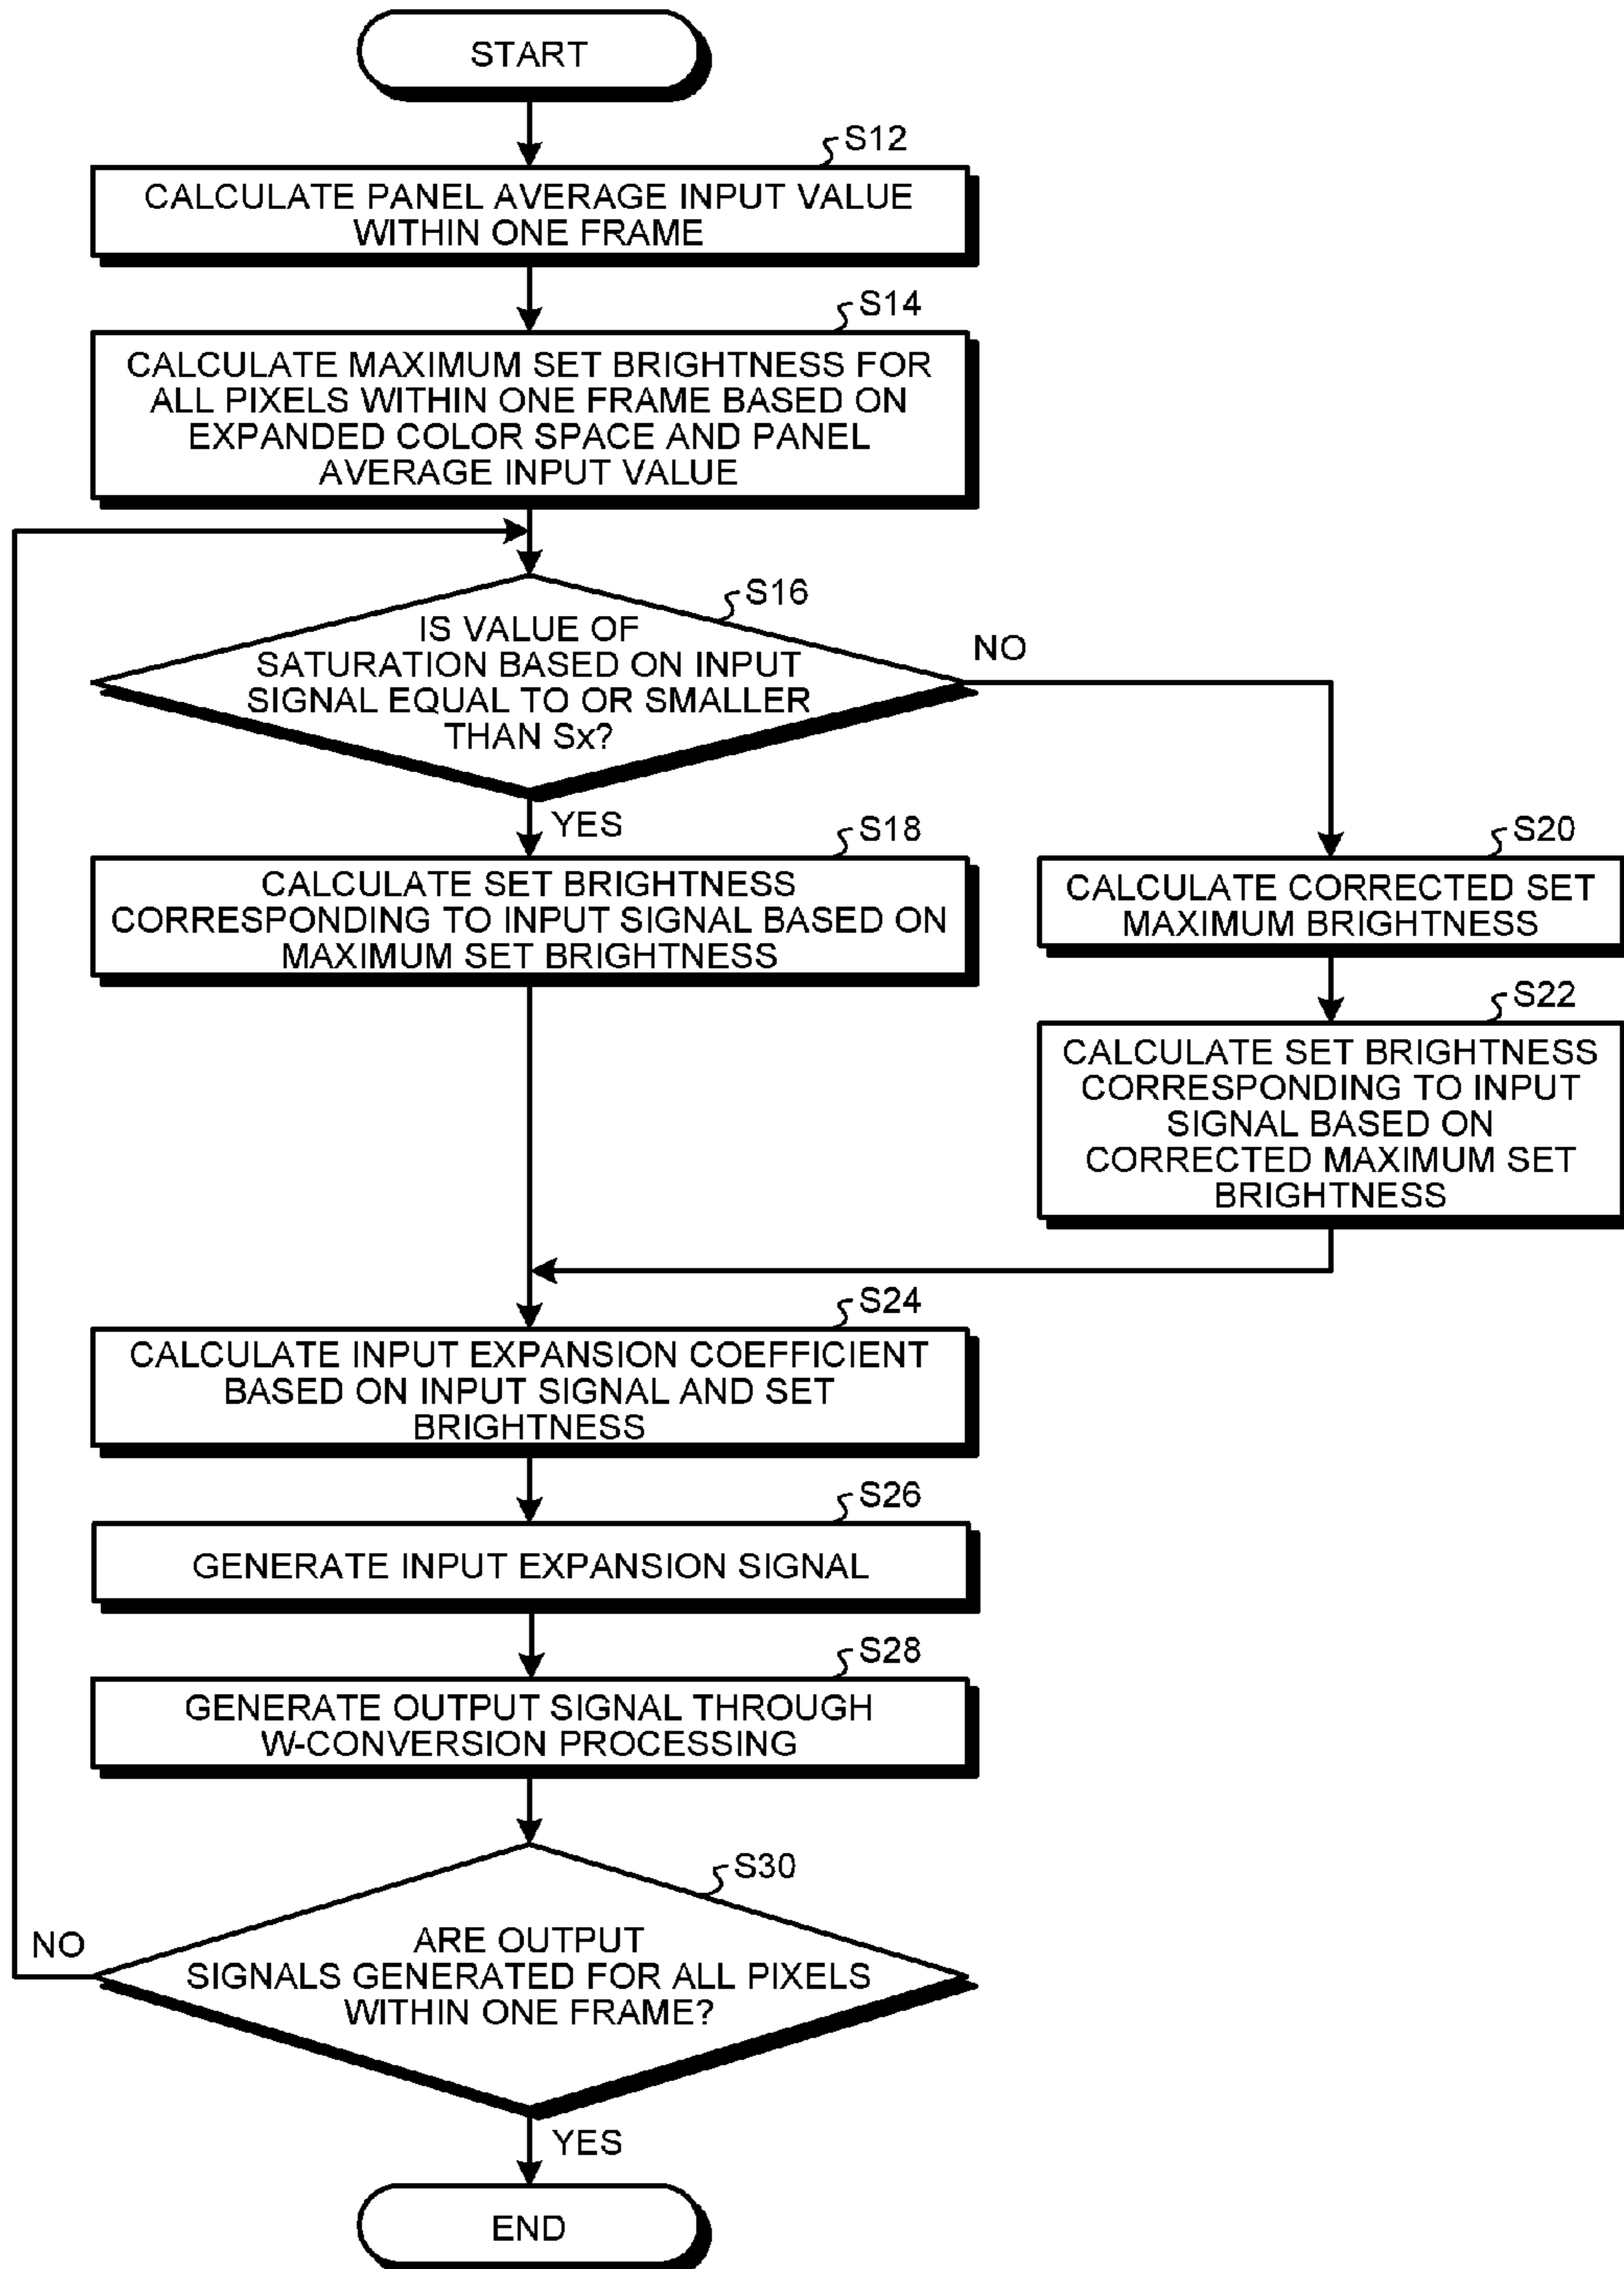 START
S12
CALCULATE PANEL AVERAGE INPUT VALUE
WITHIN ONE FRAME
S14
CALCULATE MAXIMUM SET BRIGHTNESS FOR
ALL PIXELS WITHIN ONE FRAME BASED ON
EXPANDED COLOR SPACE AND PANEL
AVERAGE INPUT VALUE
S16
IS VALUE OF
SATURATION BASED ON INPUT
SIGNAL EQUAL TO OR SMALLER
THAN Sx?
NO
YES
S18
CALCULATE SET BRIGHTNESS
CORRESPONDING TO INPUT SIGNAL BASED ON
MAXIMUM SET BRIGHTNESS
S20
CALCULATE CORRECTED SET
MAXIMUM BRIGHTNESS
S22
CALCULATE SET BRIGHTNESS
CORRESPONDING TO INPUT
SIGNAL BASED ON
CORRECTED MAXIMUM SET
BRIGHTNESS
S24
CALCULATE INPUT EXPANSION COEFFICIENT
BASED ON INPUT SIGNAL AND SET
BRIGHTNESS
S26
GENERATE INPUT EXPANSION SIGNAL
S28
GENERATE OUTPUT SIGNAL THROUGH
W-CONVERSION PROCESSING
S30
ARE OUTPUT
SIGNALS GENERATED FOR ALL PIXELS
WITHIN ONE FRAME?
NO
YES
END